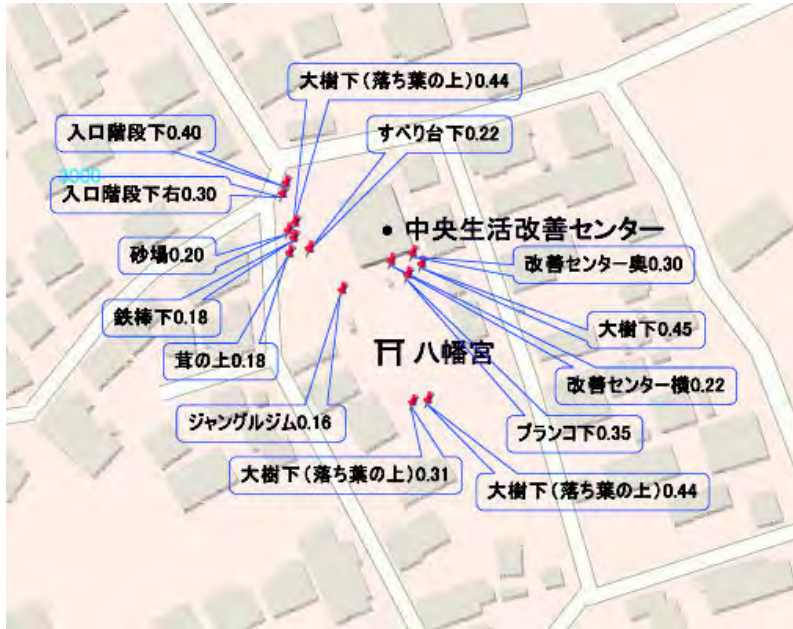 大樹下(落ち葉の上)0.44
入口階段下0.40
すべり台下0.22
3000
入口階段下右0.30
中央生活改善センター
砂場0.20
改善センター奥0.30
鉄棒下0.18
大樹下0.45
茸の上0.18
八幡宮
改善センター横0.22
ジャングルジム0.16
ブランコ下0.35
大樹下(落ち葉の上)0.31
大樹下(落ち葉の上)0.44